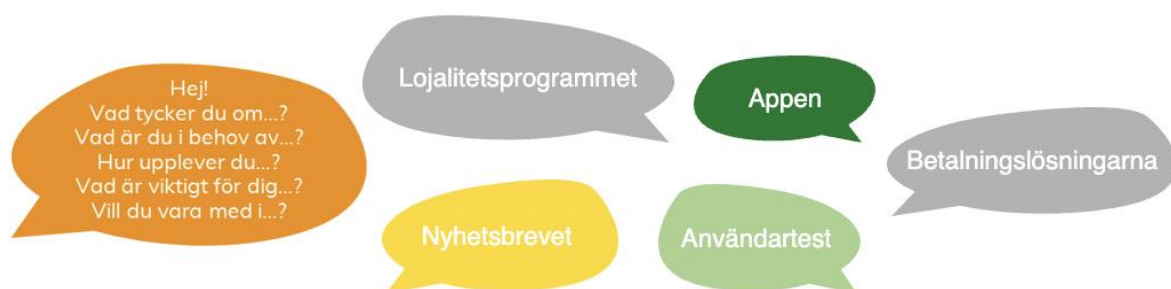 Hej!
Vad tycker du om...?
Vad är du i behov av...?
Hur upplever du...?
Vad är viktigt för dig...?
Vill du vara med i...?
Lojalitetsprogrammet
Appen
Betalningslösningarna
Nyhetsbrevet
Användartest